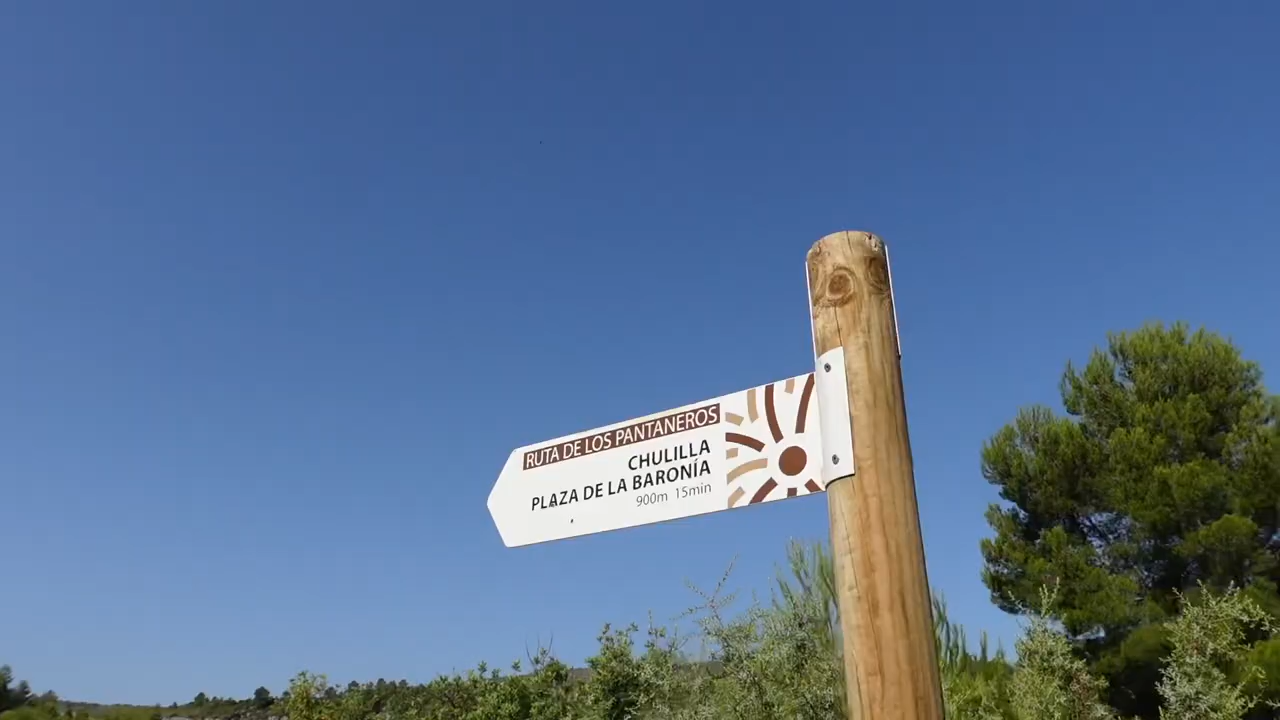 RUTA DE LOS PANTANEROS
CHULILLA
PLAZA DE LA BARONÍA
900m 15min